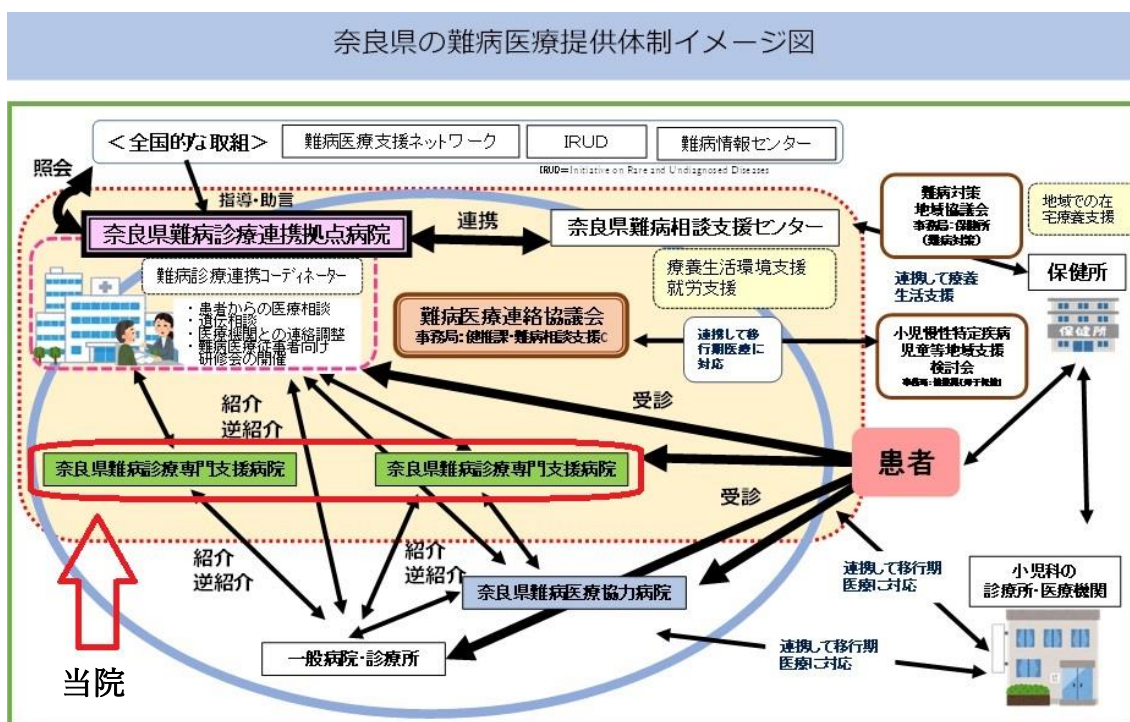 奈良県の難病医療提供体制イメージ図
＜全国的な取組＞
難病医療支援ネットワーク
IRUD
難病情報センター
IRUD=Initiative on Rare and Undiagnosed Diseases
照会
指導・助言
奈良県難病診療連携拠点病院
連携
奈良県難病相談支援センター
難病対策
地域協議会
事務局:保健所
(難病対策)
地域での在
宅療養支援
難病診療連携コーディネーター
・患者からの医療相談
・遺伝相談
・医療機関との連絡調整
・難病医療従事者向け
研修会の開催
療養生活環境支援
就労支援
連携して療養
生活支援
保健所
保健所
難病医療連絡協議会
事務局:健推課・難病相談支援C
連携して移
行期医療に
対応
小児慢性特定疾病
児童等地域支援
検討会
紹介
逆紹介
受診
奈良県難病診療専門支援病院
奈良県難病診療専門支援病院
患者
受診
紹介
逆紹介
紹介
逆紹介
連携して移行期
医療に対応
奈良県難病医療協力病院
小児科の
診療所・医療機関
一般病院・診療所
連携して移行期
医療に対応
当院